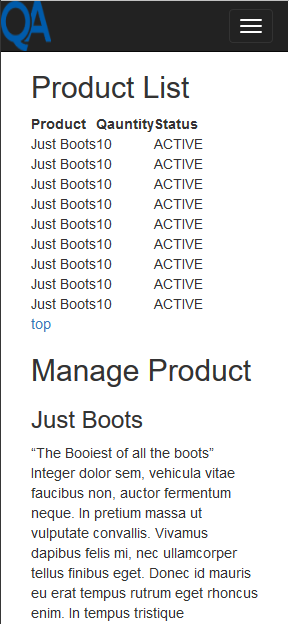 QA
Product List
Product Qauntity Status
Just Boots 10 ACTIVE
Just Boots 10 ACTIVE
Just Boots 10 ACTIVE
Just Boots 10 ACTIVE
Just Boots 10 ACTIVE
Just Boots 10 ACTIVE
Just Boots 10 ACTIVE
Just Boots 10 ACTIVE
Just Boots 10 ACTIVE
top
Manage Product
Just Boots
“The Booiest of all the boots”
Integer dolor sem, vehicula vitae
faucibus non, auctor fermentum
neque. In pretium massa ut
vulputate convallis. Vivamus
dapibus felis mi, nec ullamcorper
tellus finibus eget. Donec id mauris
eu erat tempus rutrum eget rhoncus
enim. In tempus tristique